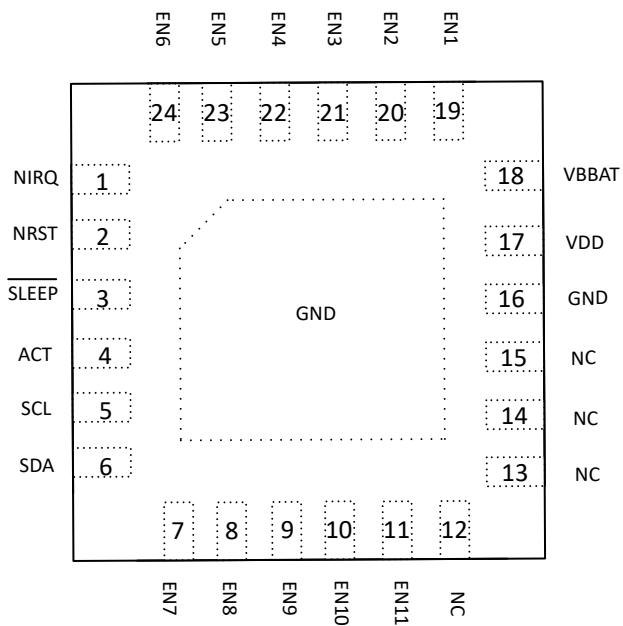 EN6 EN5 EN4 EN3 EN2 EN1
24 23 22 21 20 19
NIRQ 1 18 VBBAT
NRST 2 17 VDD
SLEEP 3 16 GND
GND
ACT 4 15 NC
SCL 5 14 NC
SDA 6 13 NC
7 8 9 10 11 12
EN7 EN8 EN9 EN10 EN11 NC